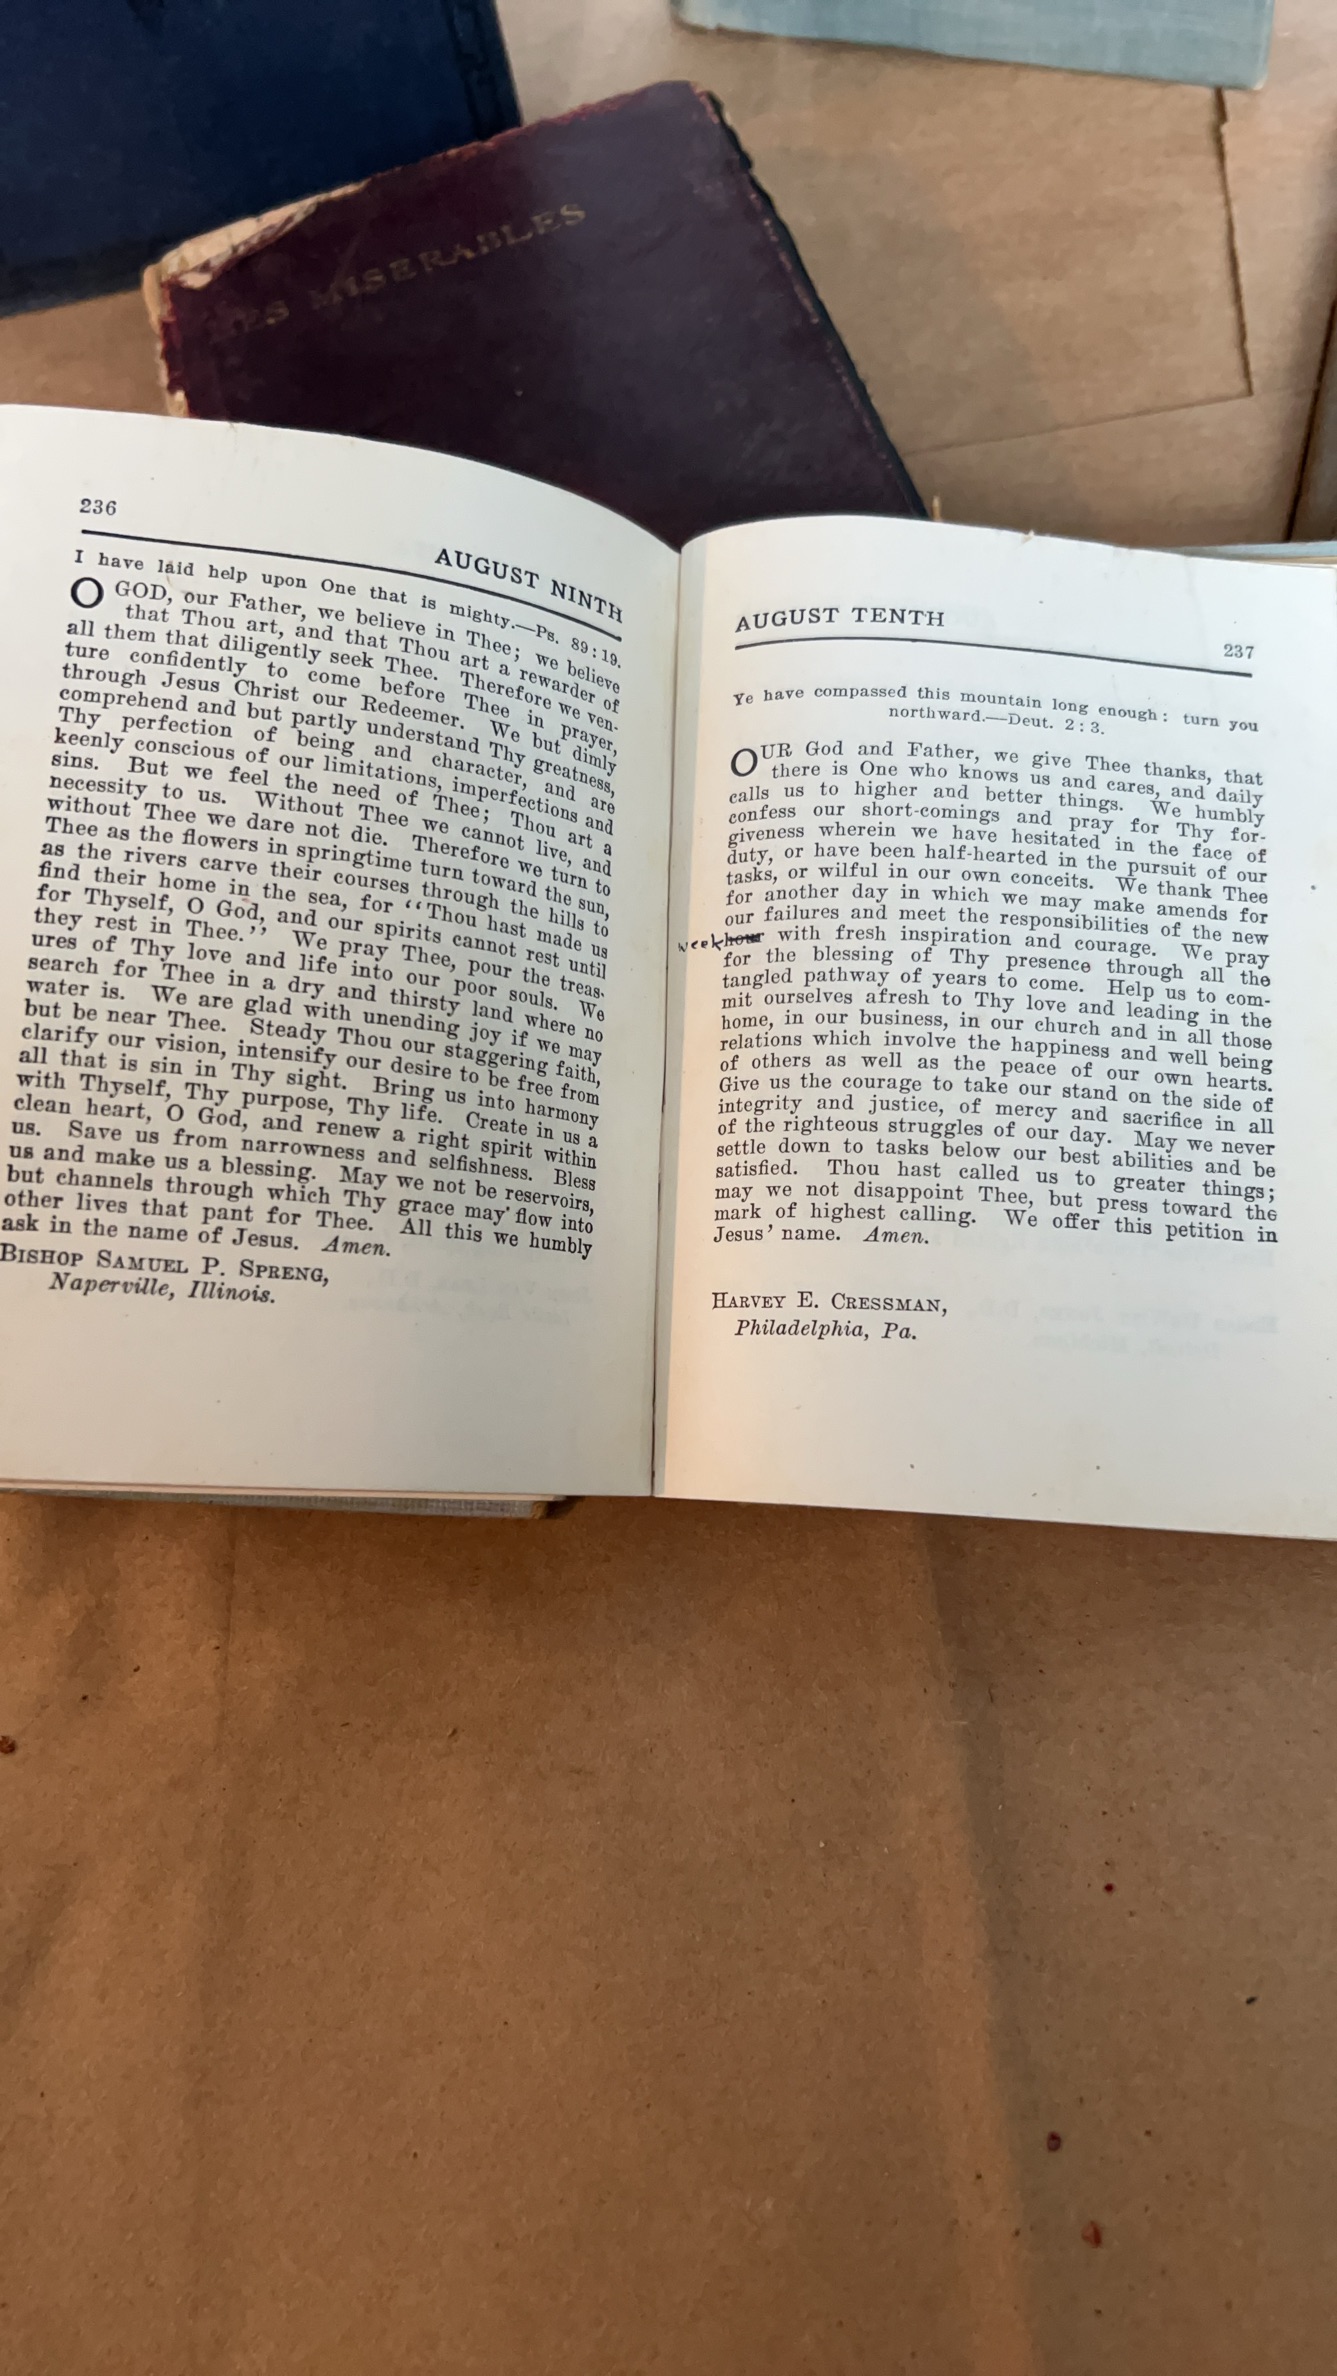 LES MISERABLES
236
AUGUST NINTH
I have laid help upon One that is mighty.—Ps. 89:19.
O GOD, our Father, we believe in Thee; we believe
that Thou art, and that Thou art a rewarder of
all them that diligently seek Thee. Therefore we ven-
ture confidently to come before Thee in prayer,
through Jesus Christ our Redeemer. We but dimly
comprehend and but partly understand Thy greatness,
Thy perfection of being and character, and are
keenly conscious of our limitations, imperfections and
sins. But we feel the need of Thee; Thou art a
necessity to us. Without Thee we cannot live, and
without Thee we dare not die. Therefore we turn to
Thee as the flowers in springtime turn toward the sun,
as the rivers carve their courses through the hills to
find their home in the sea, for "Thou hast made us
for Thyself, O God, and our spirits cannot rest until
they rest in Thee." We pray Thee, pour the treas-
ures of Thy love and life into our poor souls. We
search for Thee in a dry and thirsty land where no
water is. We are glad with unending joy if we may
but be near Thee. Steady Thou our staggering faith,
clarify our vision, intensify our desire to be free from
all that is sin in Thy sight. Bring us into harmony
with Thyself, Thy purpose, Thy life. Create in us a
clean heart, O God, and renew a right spirit within
us. Save us from narrowness and selfishness. Bless
us and make us a blessing. May we not be reservoirs,
but channels through which Thy grace may flow into
other lives that pant for Thee. All this we humbly
ask in the name of Jesus. Amen.
BISHOP SAMUEL P. SPRENG,
Naperville, Illinois.
AUGUST TENTH
237
Ye have compassed this mountain long enough: turn you
northward.—Deut. 2:3.
OUR God and Father, we give Thee thanks, that
there is One who knows us and cares, and daily
calls us to higher and better things. We humbly
confess our short-comings and pray for Thy for-
giveness wherein we have hesitated in the face of
duty, or have been half-hearted in the pursuit of our
tasks, or wilful in our own conceits. We thank Thee
for another day in which we may make amends for
our failures and meet the responsibilities of the new
week hour with fresh inspiration and courage. We pray
for the blessing of Thy presence through all the
tangled pathway of years to come. Help us to com-
mit ourselves afresh to Thy love and leading in the
home, in our business, in our church and in all those
relations which involve the happiness and well being
of others as well as the peace of our own hearts.
Give us the courage to take our stand on the side of
integrity and justice, of mercy and sacrifice in all
of the righteous struggles of our day. May we never
settle down to tasks below our best abilities and be
satisfied. Thou hast called us to greater things;
may we not disappoint Thee, but press toward the
mark of highest calling. We offer this petition in
Jesus' name. Amen.
HARVEY E. CRESSMAN,
Philadelphia, Pa.